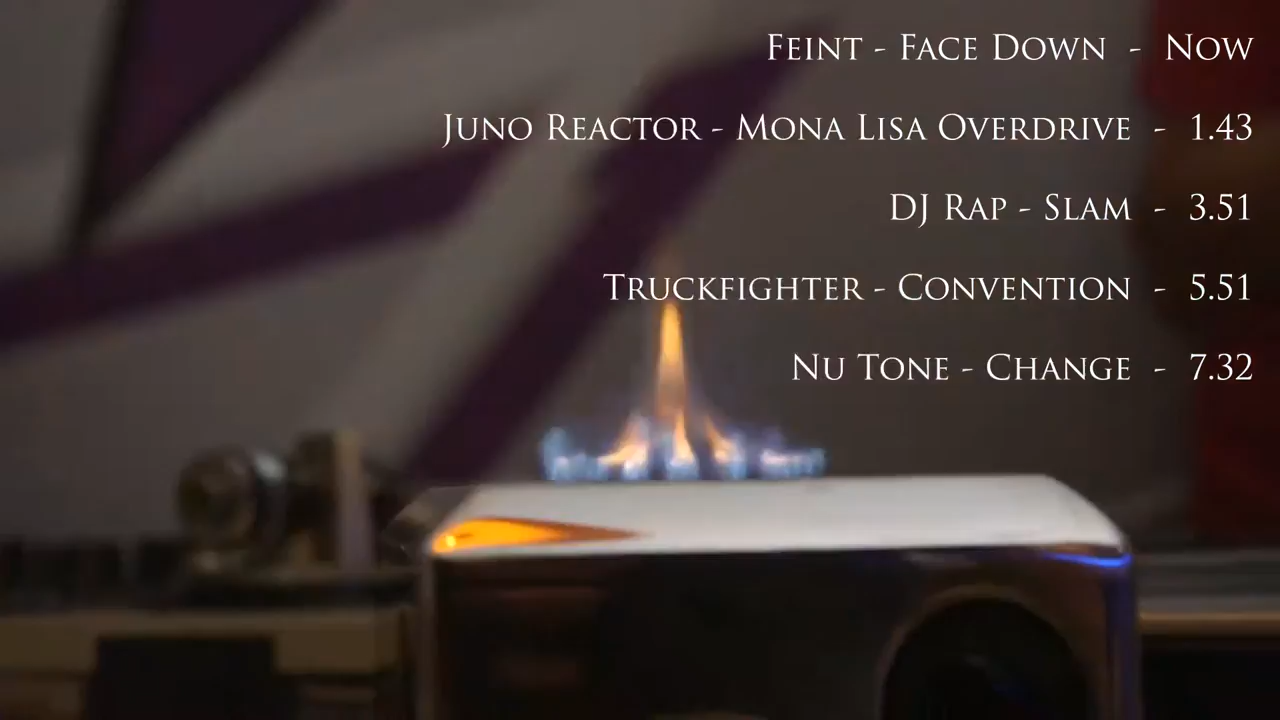 Feint - Face Down - Now
Juno Reactor - Mona Lisa Overdrive - 1.43
DJ Rap - Slam - 3.51
Truckfighter - Convention - 5.51
Nu Tone - Change - 7.32